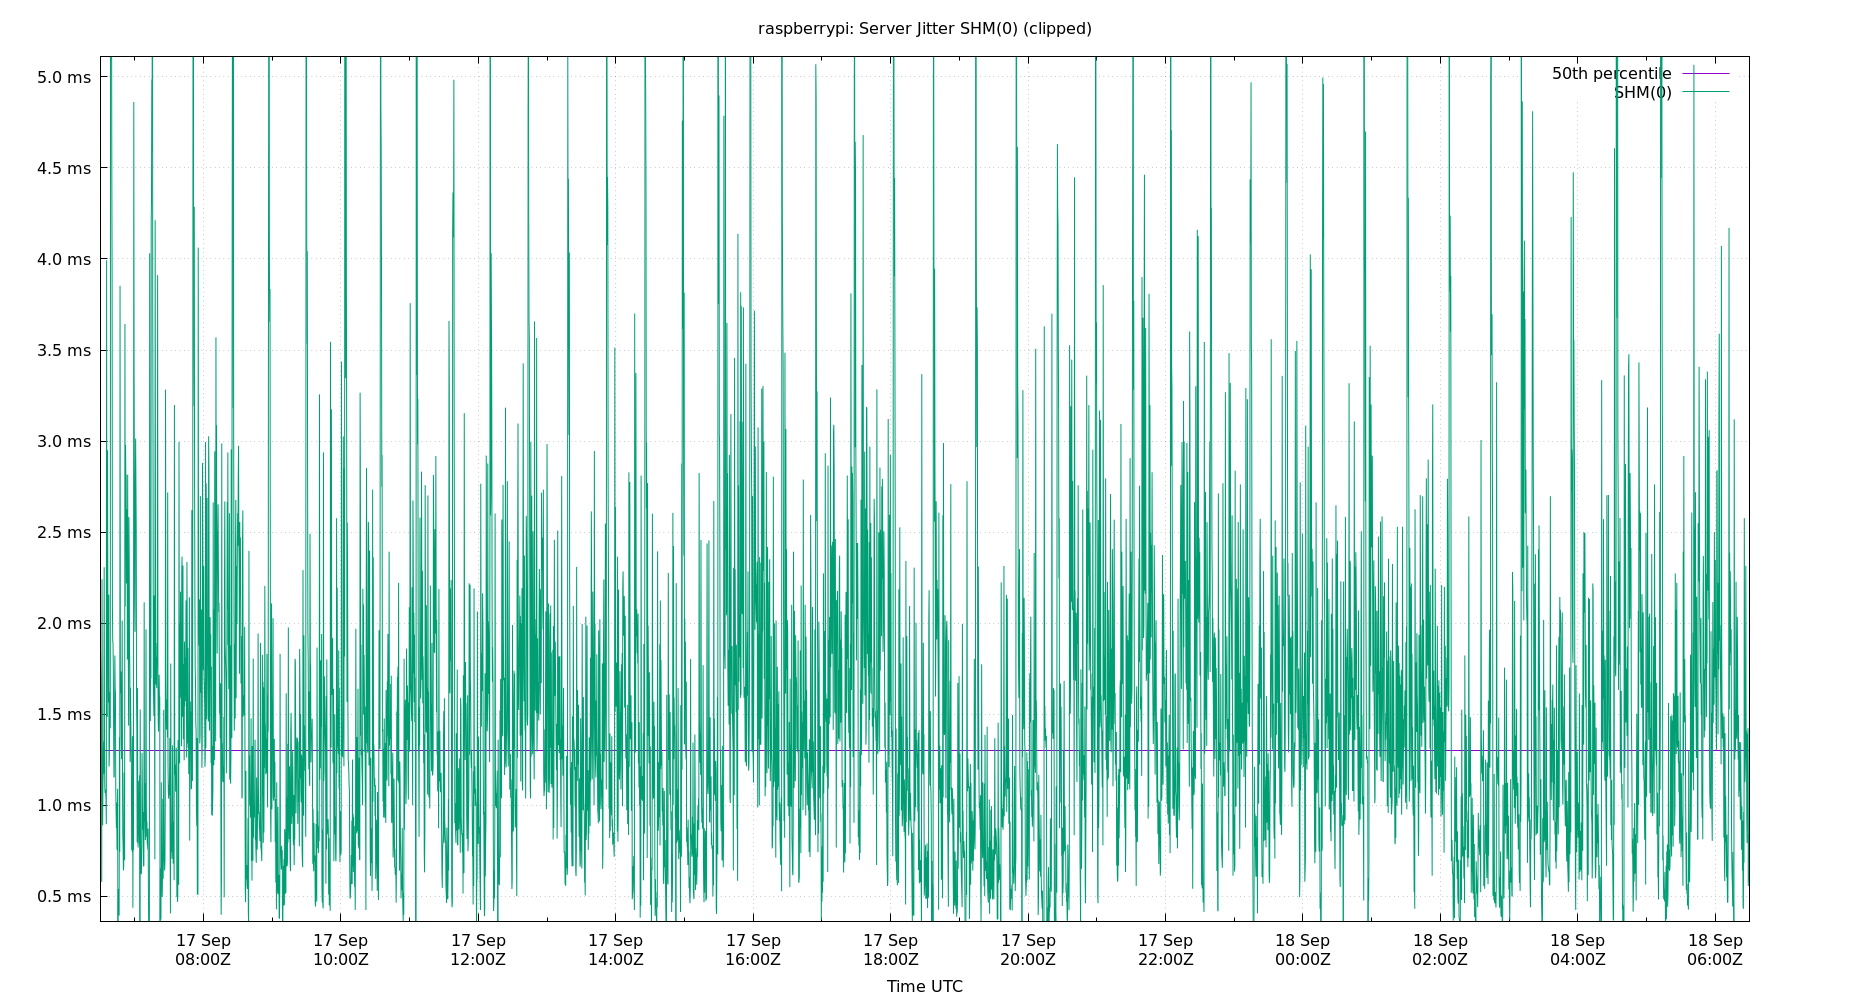 raspberrypi: Server Jitter SHM(0) (clipped)
50th percentile
SHM(0)
5.0 ms
4.5 ms
4.0 ms
3.5 ms
3.0 ms
2.5 ms
2.0 ms
1.5 ms
1.0 ms
0.5 ms
17 Sep 17 Sep 17 Sep 17 Sep 17 Sep 17 Sep 17 Sep 17 Sep 18 Sep 18 Sep 18 Sep 18 Sep
08:00Z 10:00Z 12:00Z 14:00Z 16:00Z 18:00Z 20:00Z 22:00Z 00:00Z 02:00Z 04:00Z 06:00Z
Time UTC